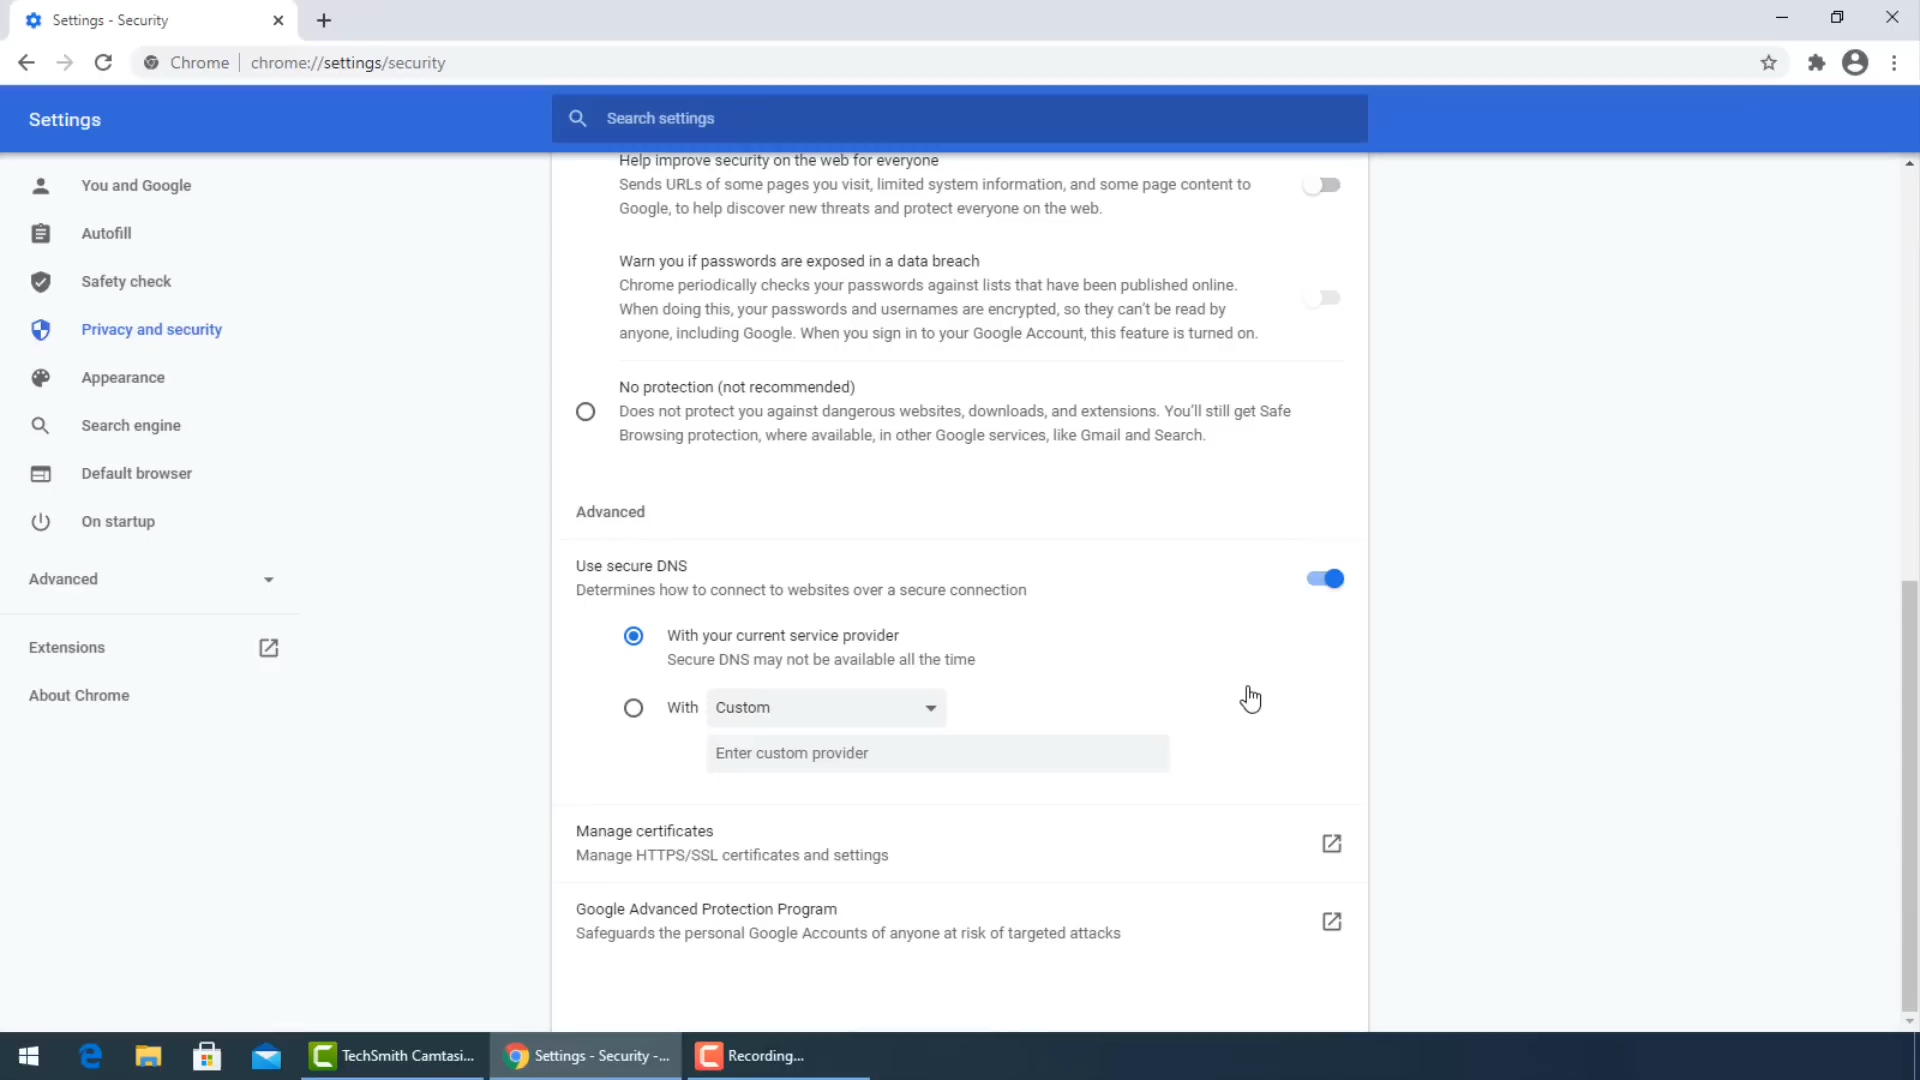 Settings - Security
Chrome
chrome://settings/security
Settings
Search settings
You and Google
Autofill
Safety check
Privacy and security
Appearance
Search engine
Default browser
On startup
Advanced
Extensions
About Chrome
Help improve security on the web for everyone
Sends URLs of some pages you visit, limited system information, and some page content to
Google, to help discover new threats and protect everyone on the web.
Warn you if passwords are exposed in a data breach
Chrome periodically checks your passwords against lists that have been published online.
When doing this, your passwords and usernames are encrypted, so they can't be read by
anyone, including Google. When you sign in to your Google Account, this feature is turned on.
No protection (not recommended)
Does not protect you against dangerous websites, downloads, and extensions. You'll still get Safe
Browsing protection, where available, in other Google services, like Gmail and Search.
Advanced
Use secure DNS
Determines how to connect to websites over a secure connection
With your current service provider
Secure DNS may not be available all the time
With Custom
Enter custom provider
Manage certificates
Manage HTTPS/SSL certificates and settings
Google Advanced Protection Program
Safeguards the personal Google Accounts of anyone at risk of targeted attacks
TechSmith Camtasi...
Settings - Security -...
Recording...